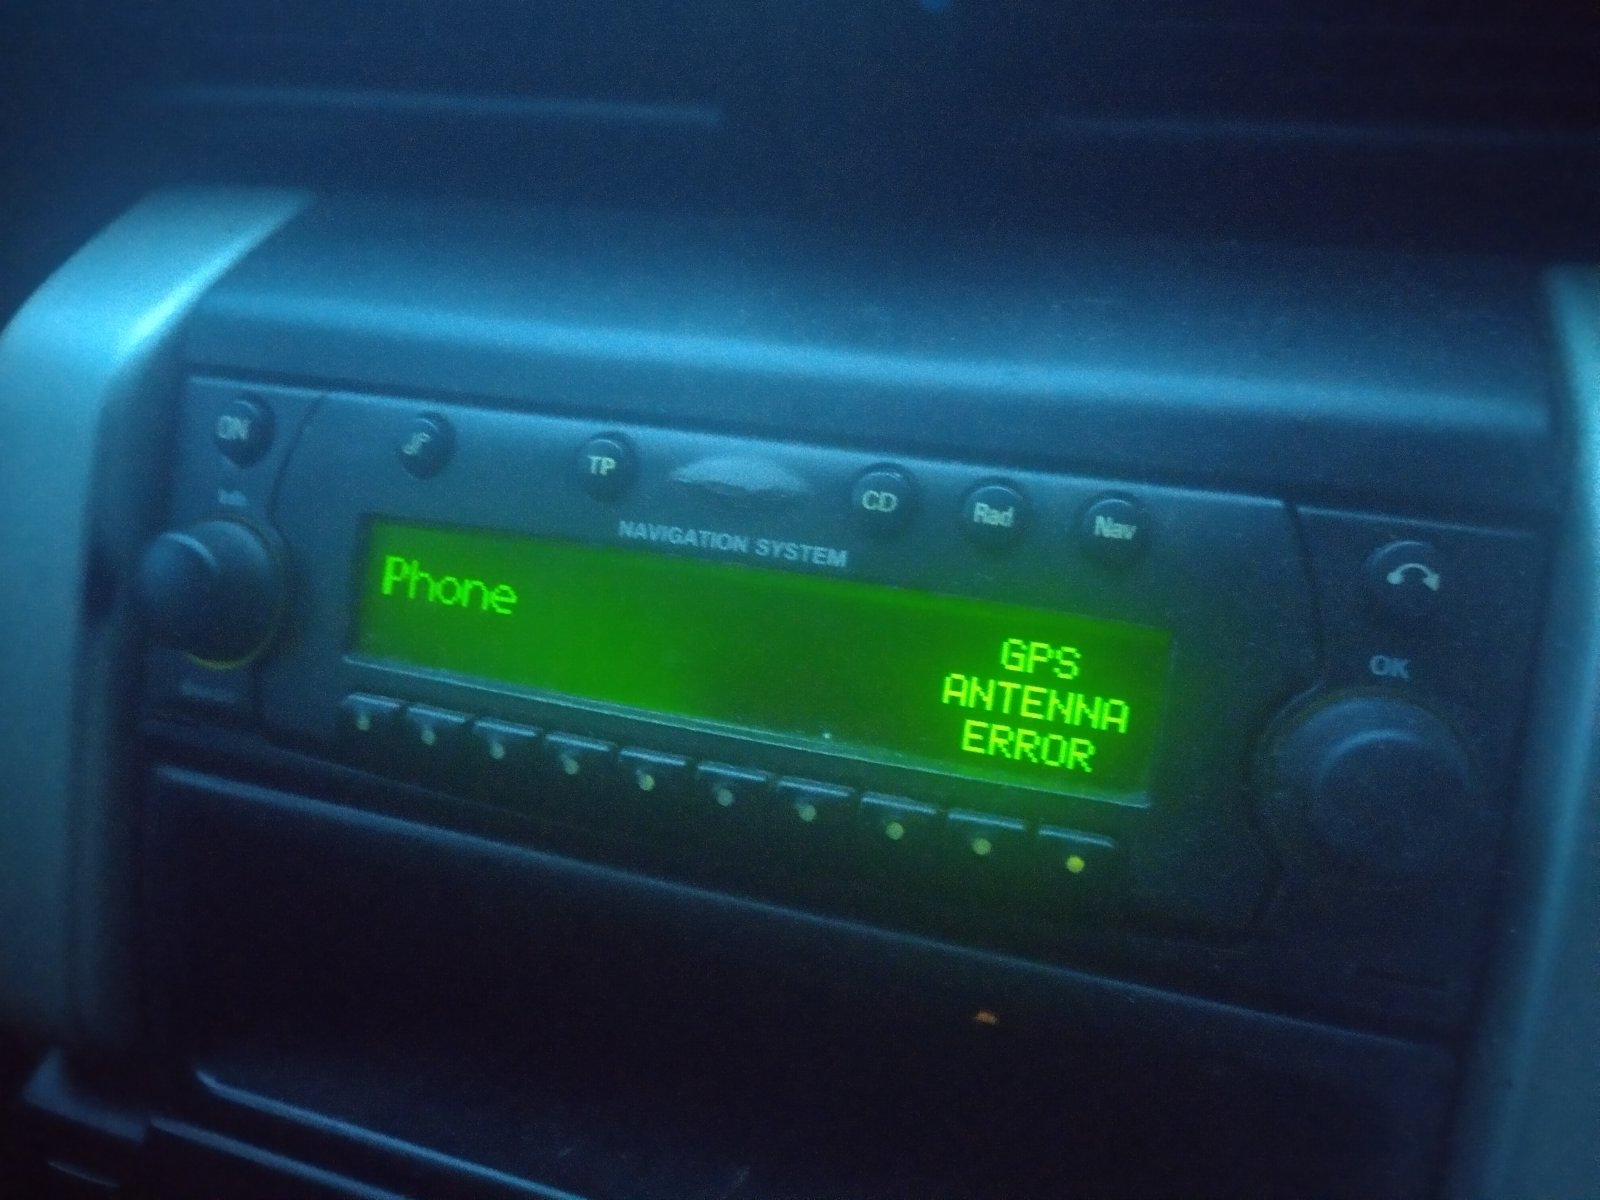 ON
TP
CD
Rad
Nav
NAVIGATION SYSTEM
Phone
GPS
ANTENNA
ERROR
OK